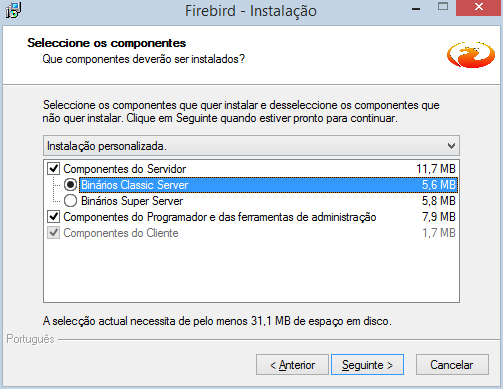 Firebird - Instalação
Seleccione os componentes
Que componentes deverão ser instalados?
Seleccione os componentes que quer instalar e desseleccione os componentes que
não quer instalar. Clique em Seguinte quando estiver pronto para continuar.
Instalação personalizada.
Componentes do Servidor 11,7 MB
Binários Classic Server 5,6 MB
Binários Super Server 5,8 MB
Componentes do Programador e das ferramentas de administração 7,9 MB
Componentes do Cliente 1,7 MB
A selecção actual necessita de pelo menos 31,1 MB de espaço em disco.
Português
< Anterior Seguinte > Cancelar